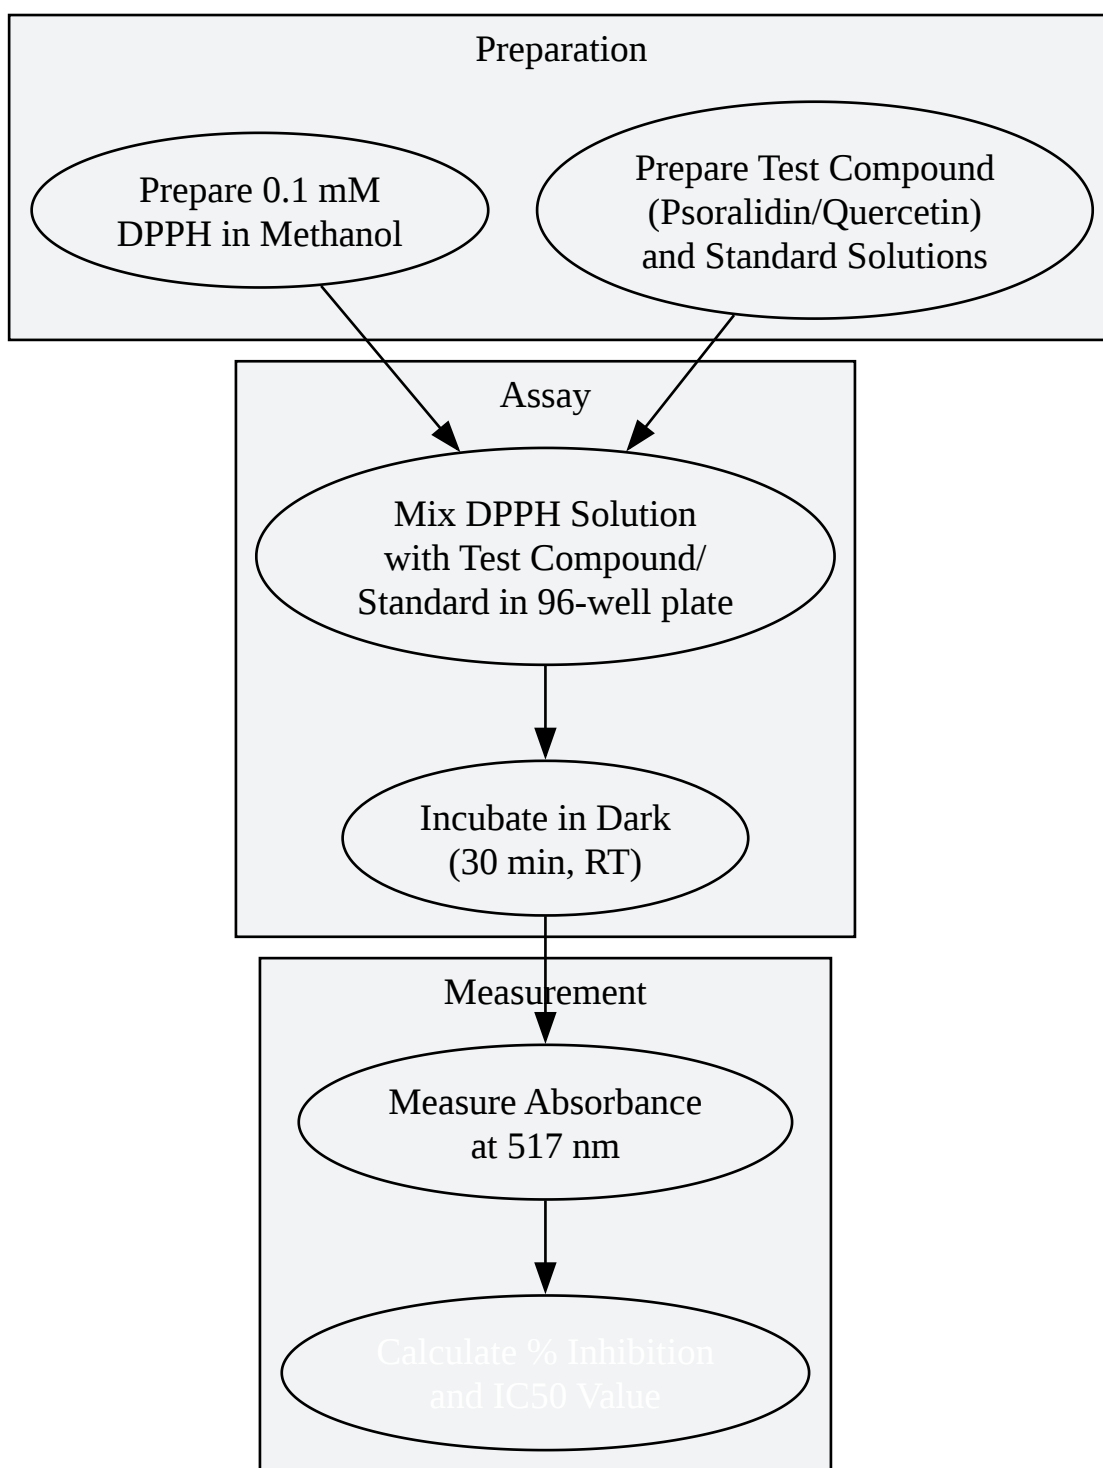 Preparation
Prepare 0.1 mM
DPPH in Methanol
Prepare Test Compound
(Psoralidin/Quercetin)
and Standard Solutions
Assay
Mix DPPH Solution
with Test Compound/
Standard in 96-well plate
Incubate in Dark
(30 min, RT)
Measurement
Measure Absorbance
at 517 nm
Calculate % Inhibition
and IC50 Value